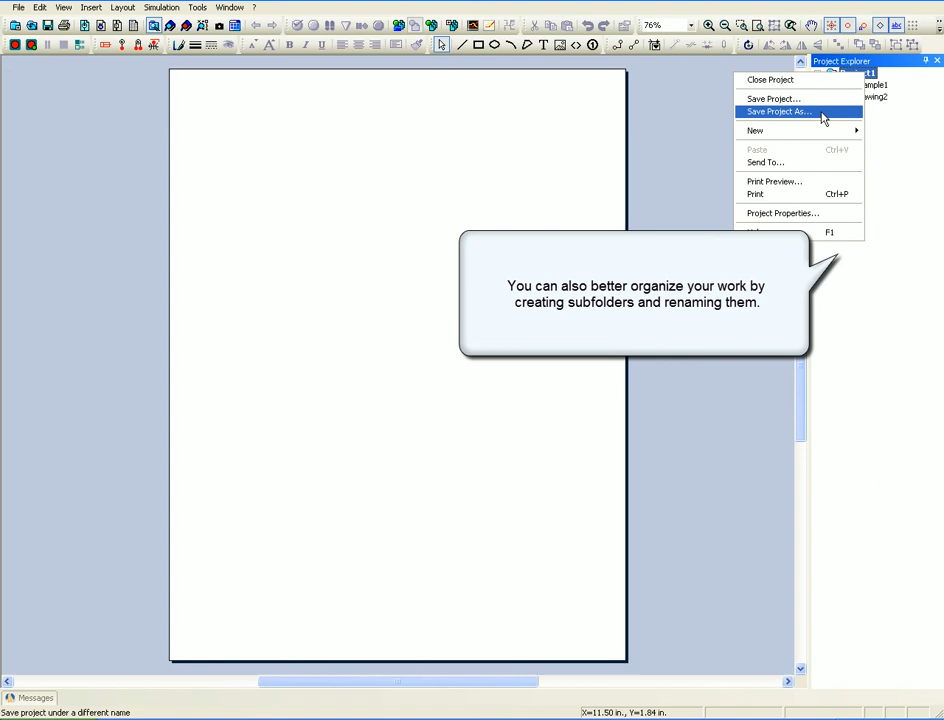 File Edit View Insert Layout Simulation Tools Window ?
76%
Project Explorer
Close Project
Save Project...
Save Project As...
New
Paste Ctrl+V
Send To...
Print Preview...
Print Ctrl+P
Project Properties...
F1
You can also better organize your work by
creating subfolders and renaming them.
Messages
Save project under a different name
X=11.50 in., Y=1.84 in.